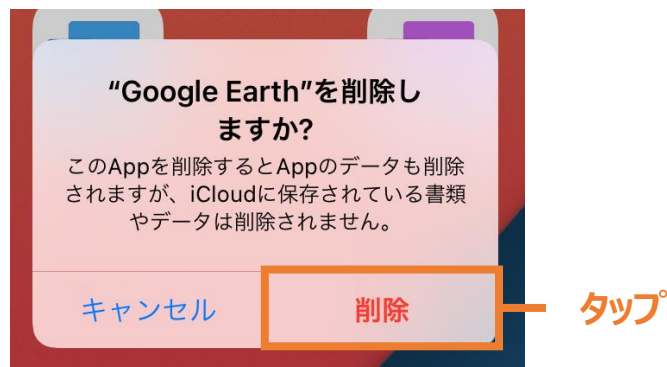 “Google Earth”を削除し
ますか?
このAppを削除するとAppのデータも削除
されますが、iCloudに保存されている書類
やデータは削除されません。
キャンセル
削除
タップ